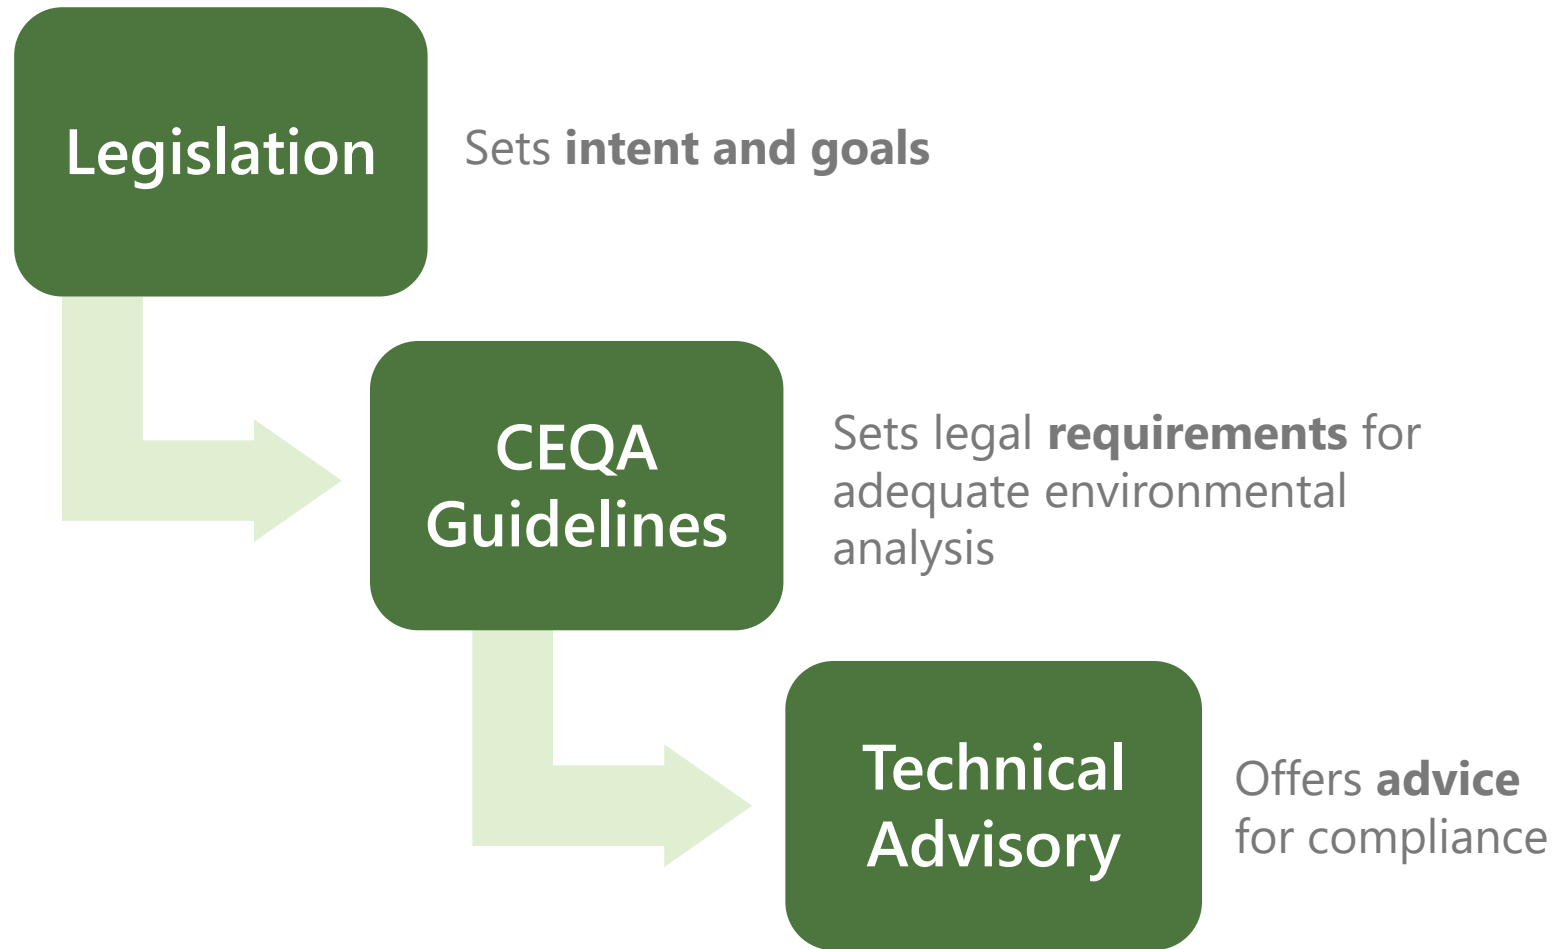 Legislation
Sets intent and goals
CEQA
Guidelines
Sets legal requirements for
adequate environmental
analysis
Technical
Advisory
Offers advice
for compliance